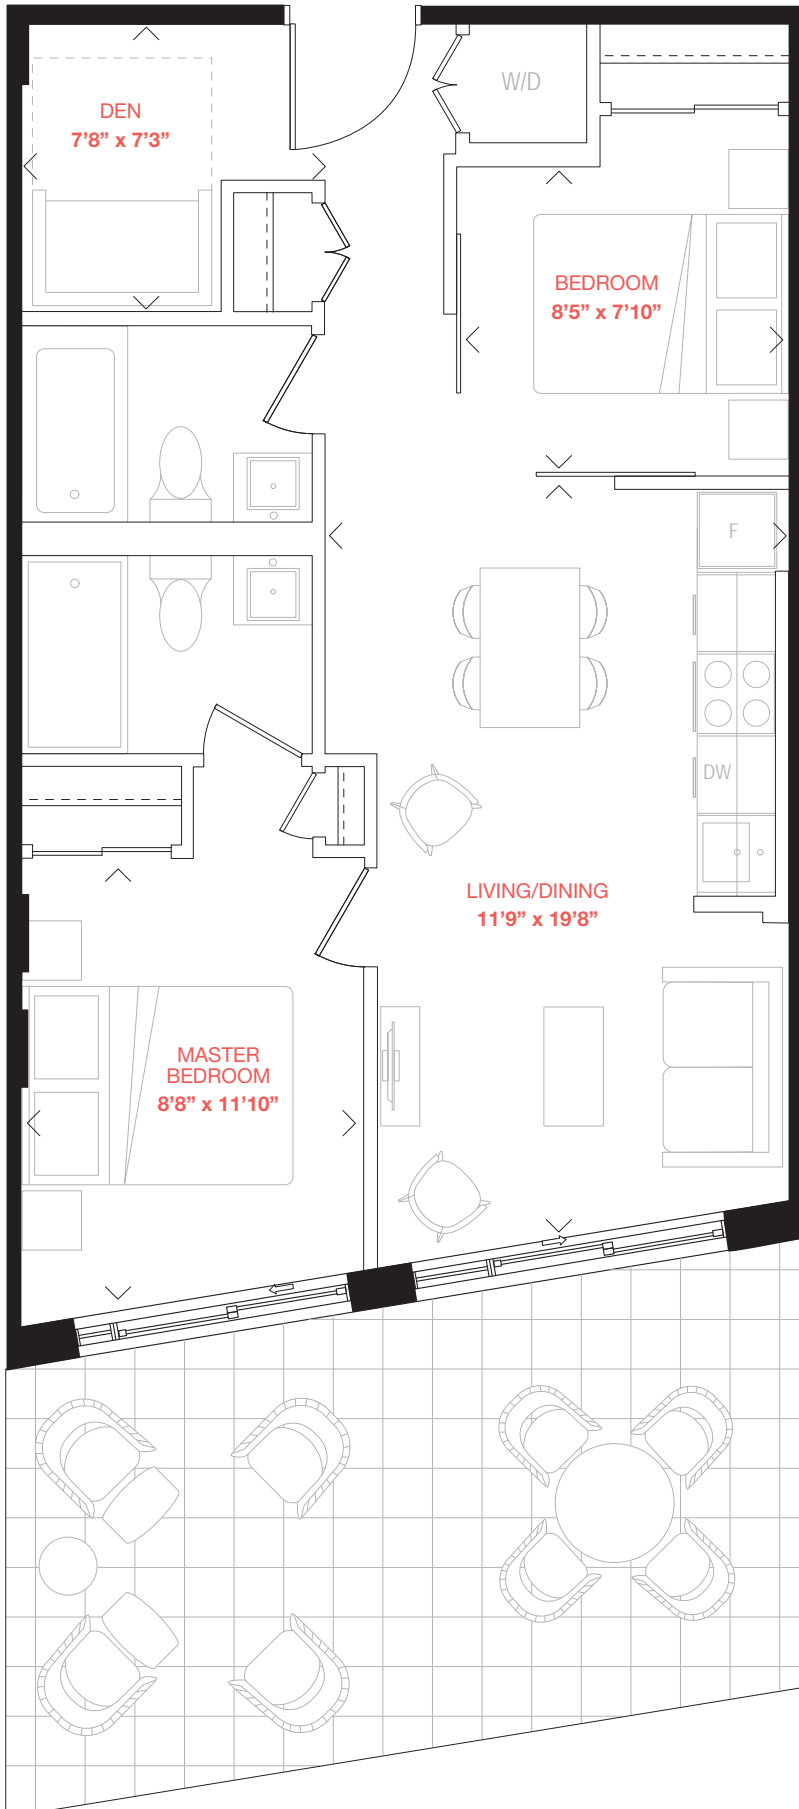 DEN
7’8” x 7’3”
W/D
BEDROOM
8’5” x 7’10”
F
DW
LIVING/DINING
11’9” x 19’8”
MASTER
BEDROOM
8’8” x 11’10”